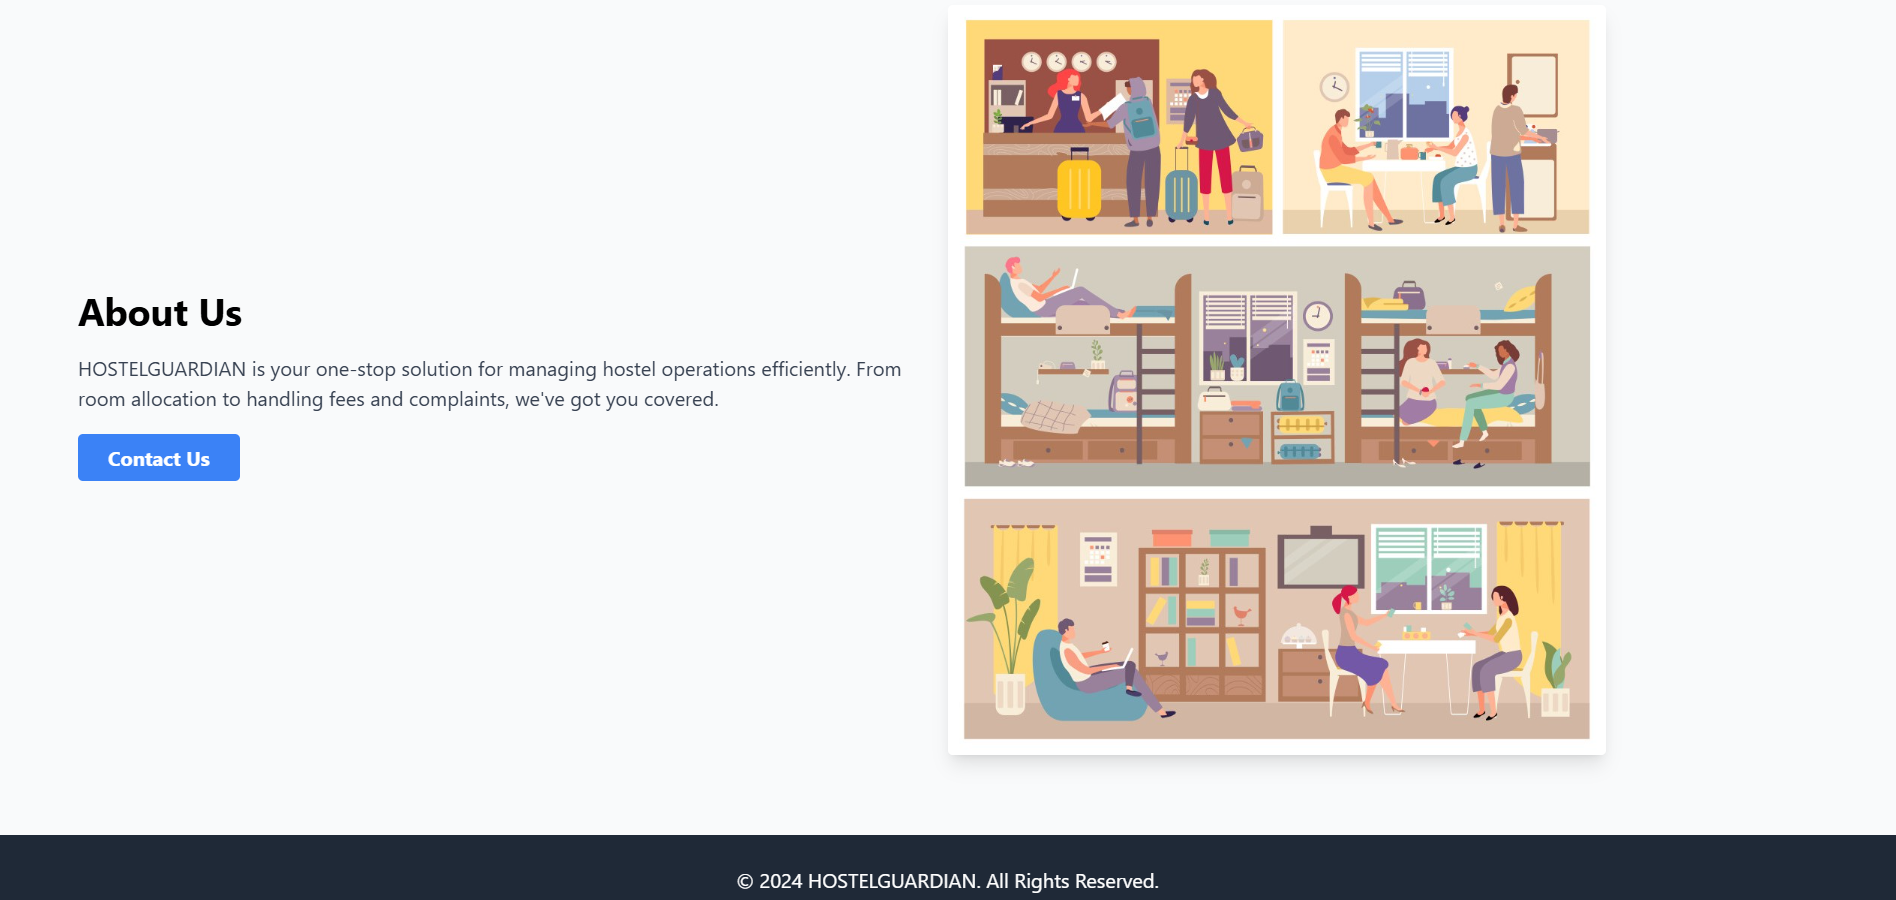 About Us
HOSTELGUARDIAN is your one-stop solution for managing hostel operations efficiently. From
room allocation to handling fees and complaints, we've got you covered.
Contact Us
© 2024 HOSTELGUARDIAN. All Rights Reserved.